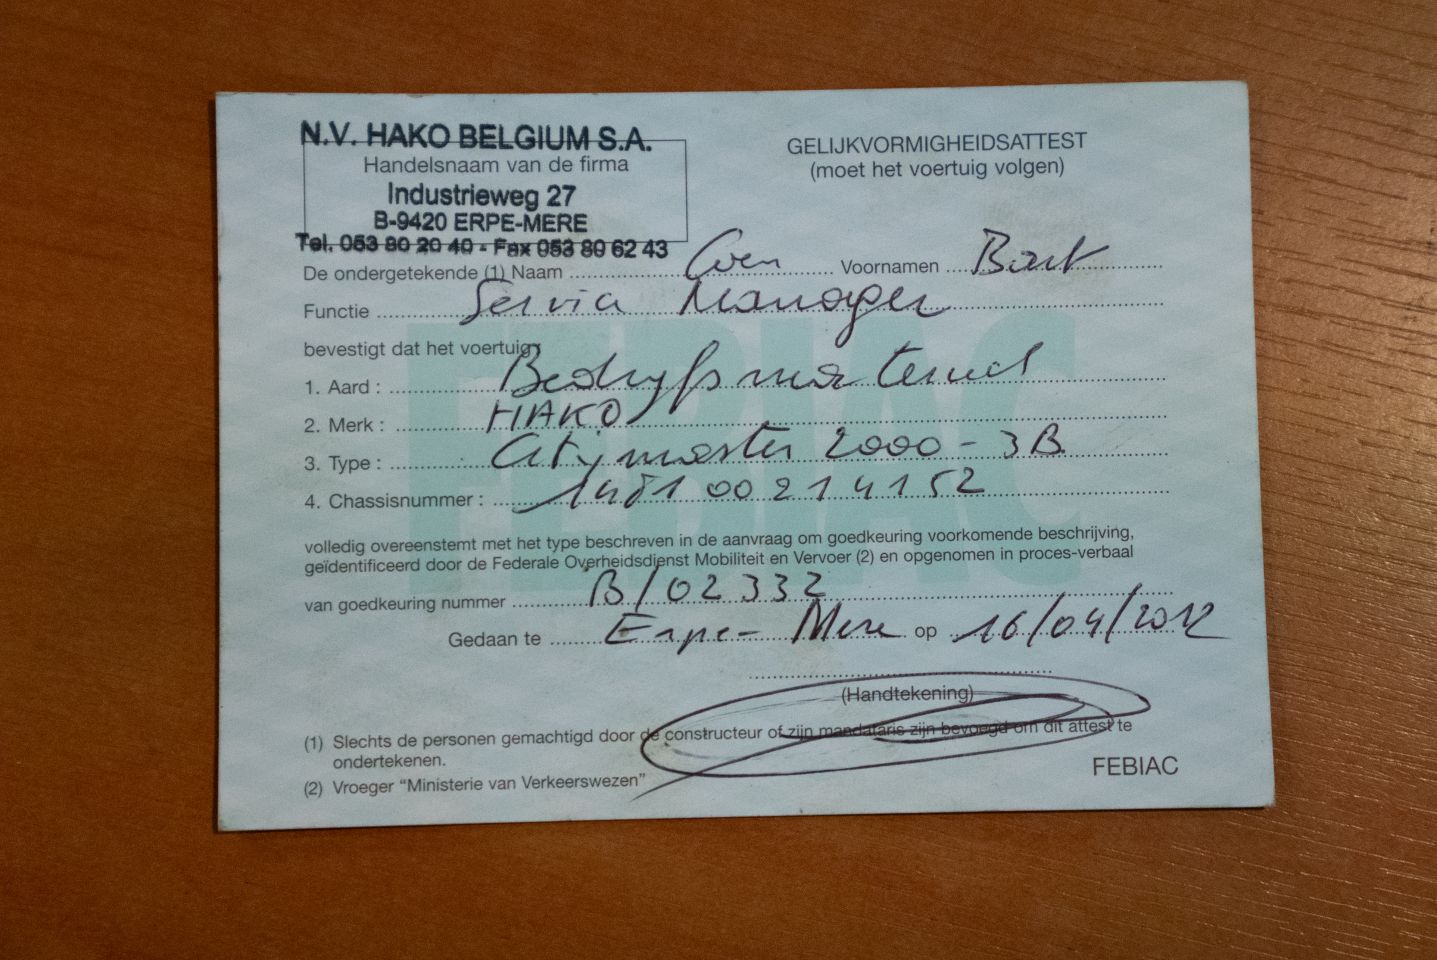 N.V. HAKO BELGIUM S.A.
Handelsnaam van de firma
Industrieweg 27
B-9420 ERPE-MERE
Tel. 053 80 20 40 - Fax 053 80 62 43
GELIJKVORMIGHEIDSATTEST
(moet het voertuig volgen)
De ondergetekende (1) Naam Coen Voornamen Bart
Functie Service Manager
bevestigt dat het voertuig
1. Aard : Bedrijfsmaterieel
2. Merk : HAKO
3. Type : Citymaster 2000 - 3B
4. Chassisnummer : 148100214152
volledig overeenstemt met het type beschreven in de aanvraag om goedkeuring voorkomende beschrijving,
geïdentificeerd door de Federale Overheidsdienst Mobiliteit en Vervoer (2) en opgenomen in proces-verbaal
van goedkeuring nummer B/02332
Gedaan te Erpe-Mere op 16/04/2012
(Handtekening)
(1) Slechts de personen gemachtigd door de constructeur of zijn mandataris zijn bevoegd om dit attest te
ondertekenen.
(2) Vroeger "Ministerie van Verkeerswezen"
FEBIAC